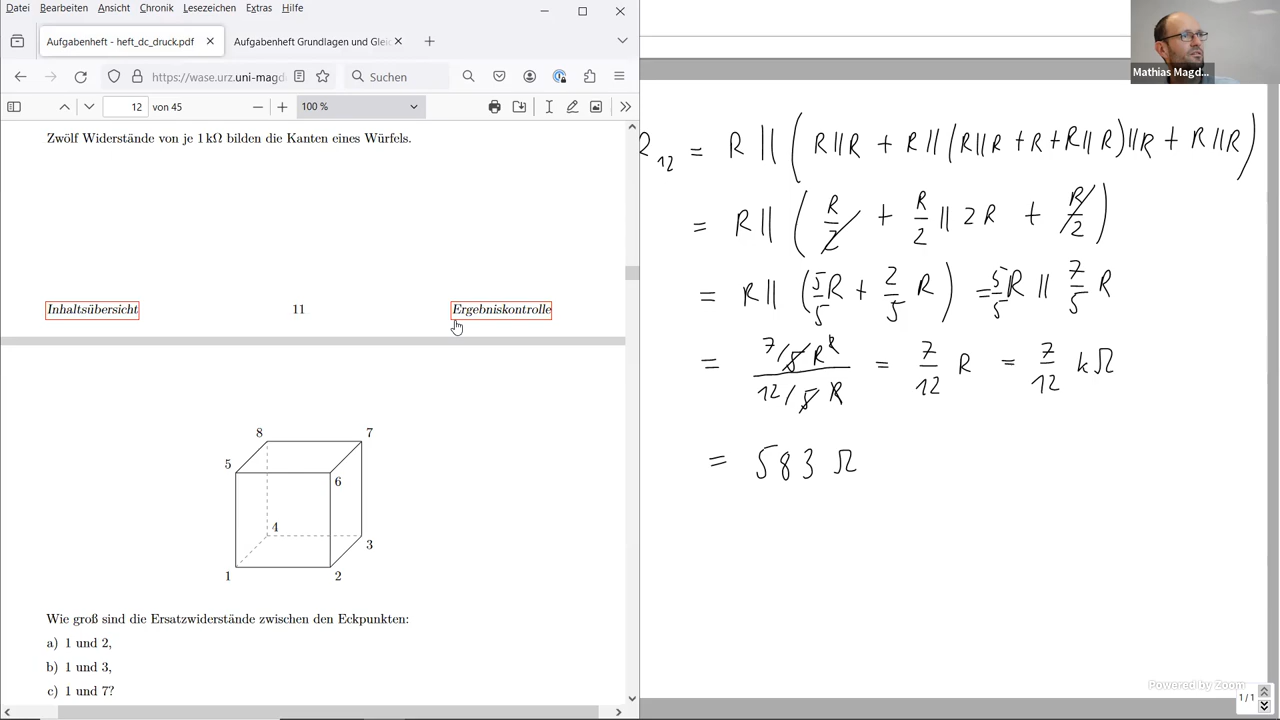 Datei Bearbeiten Ansicht Chronik Lesezeichen Extras Hilfe
Aufgabenheft - heft_dc_druck.pdf
Aufgabenheft Grundlagen und Glei
https://wase.urz.uni-magd
Suchen
12 von 45
100 %
Zwölf Widerstände von je 1 kΩ bilden die Kanten eines Würfels.
Inhaltsübersicht 11 Ergebniskontrolle
8 7
5
6
4
3
1 2
Wie groß sind die Ersatzwiderstände zwischen den Eckpunkten:
a) 1 und 2,
b) 1 und 3,
c) 1 und 7?
Mathias Magd...
R₁₂ = R || (R||R + R||(R||R + R + R||R)||R + R||R)
= R || (R/2 + R/2 || 2R + R/2)
= R || (5/5 R + 2/5 R) = 5/5 R || 7/5 R
= 7/5 R² / 12/5 R = 7/12 R = 7/12 kΩ
= 583 Ω
Powered by Zoom
1/1